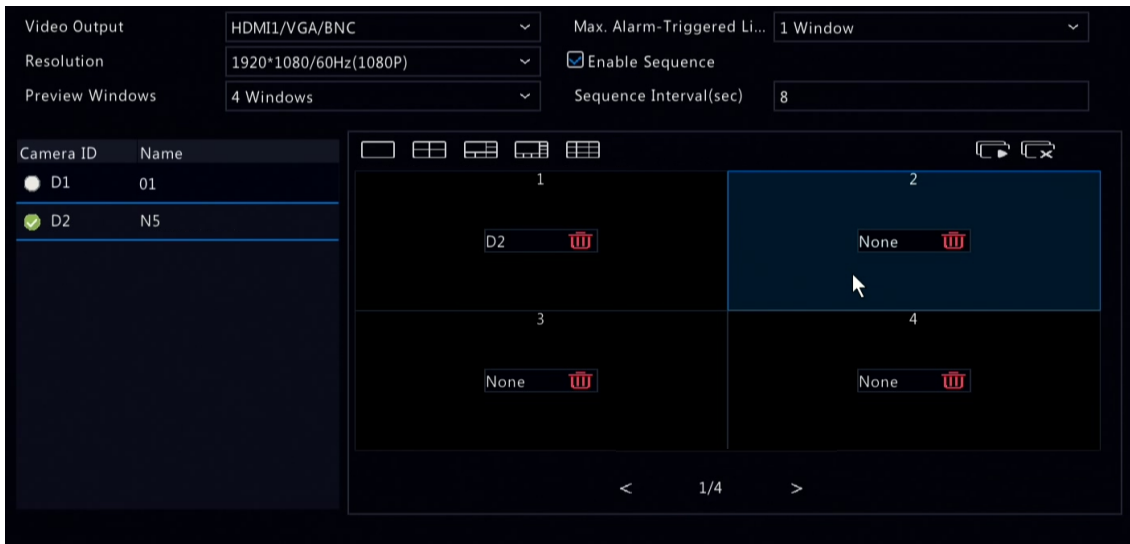 Video Output HDMI1/VGA/BNC Max. Alarm-Triggered Li... 1 Window
Resolution 1920*1080/60Hz(1080P) Enable Sequence
Preview Windows 4 Windows Sequence Interval(sec) 8
Camera ID Name
D1 01
D2 N5
1 2
D2 None
3 4
None None
< 1/4 >